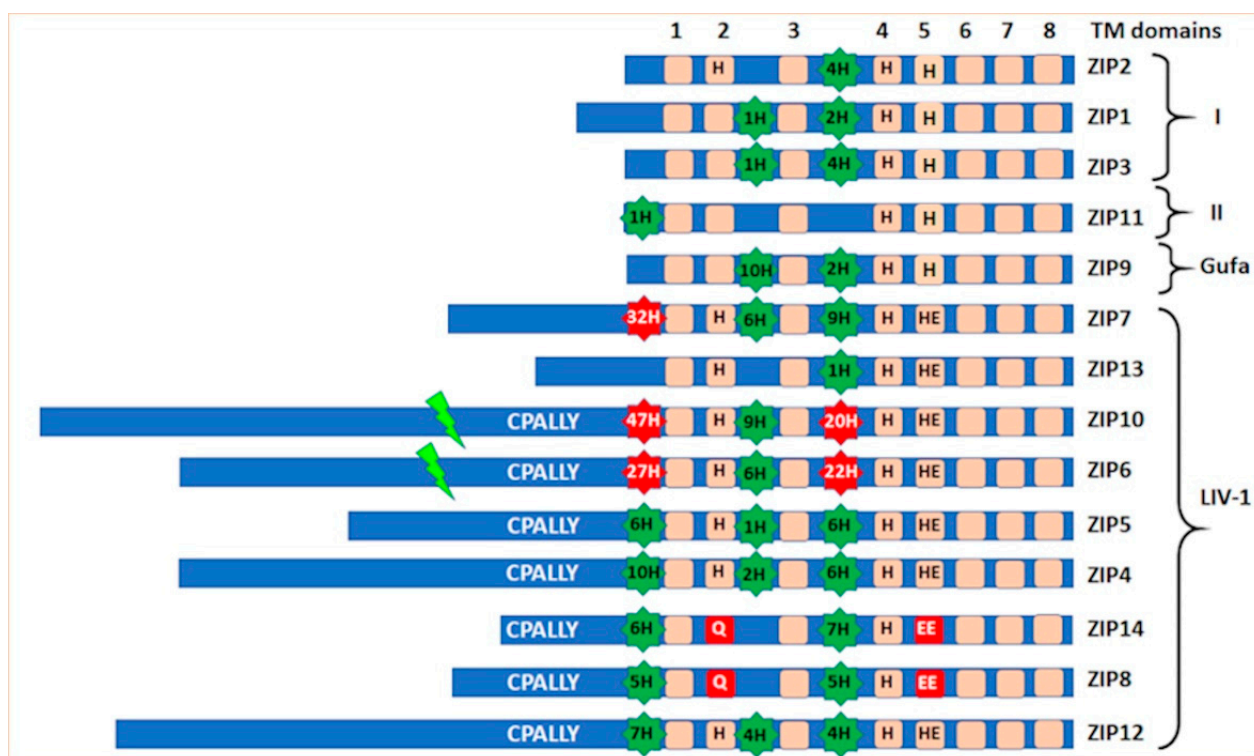 1 2 3 4 5 6 7 8 TM domains
H 4H H H ZIP2
1H 2H H H ZIP1 I
1H 4H H H ZIP3
1H H H ZIP11 II
10H 2H H H ZIP9 Gufa
32H H 6H 9H H HE ZIP7
H 1H H HE ZIP13
CPALLY 47H H 9H 20H H HE ZIP10
CPALLY 27H H 6H 22H H HE ZIP6
LIV-1
CPALLY 6H H 1H 6H H HE ZIP5
CPALLY 10H H 2H 6H H HE ZIP4
CPALLY 6H Q 7H H EE ZIP14
CPALLY 5H Q 5H H EE ZIP8
CPALLY 7H H 4H 4H H HE ZIP12